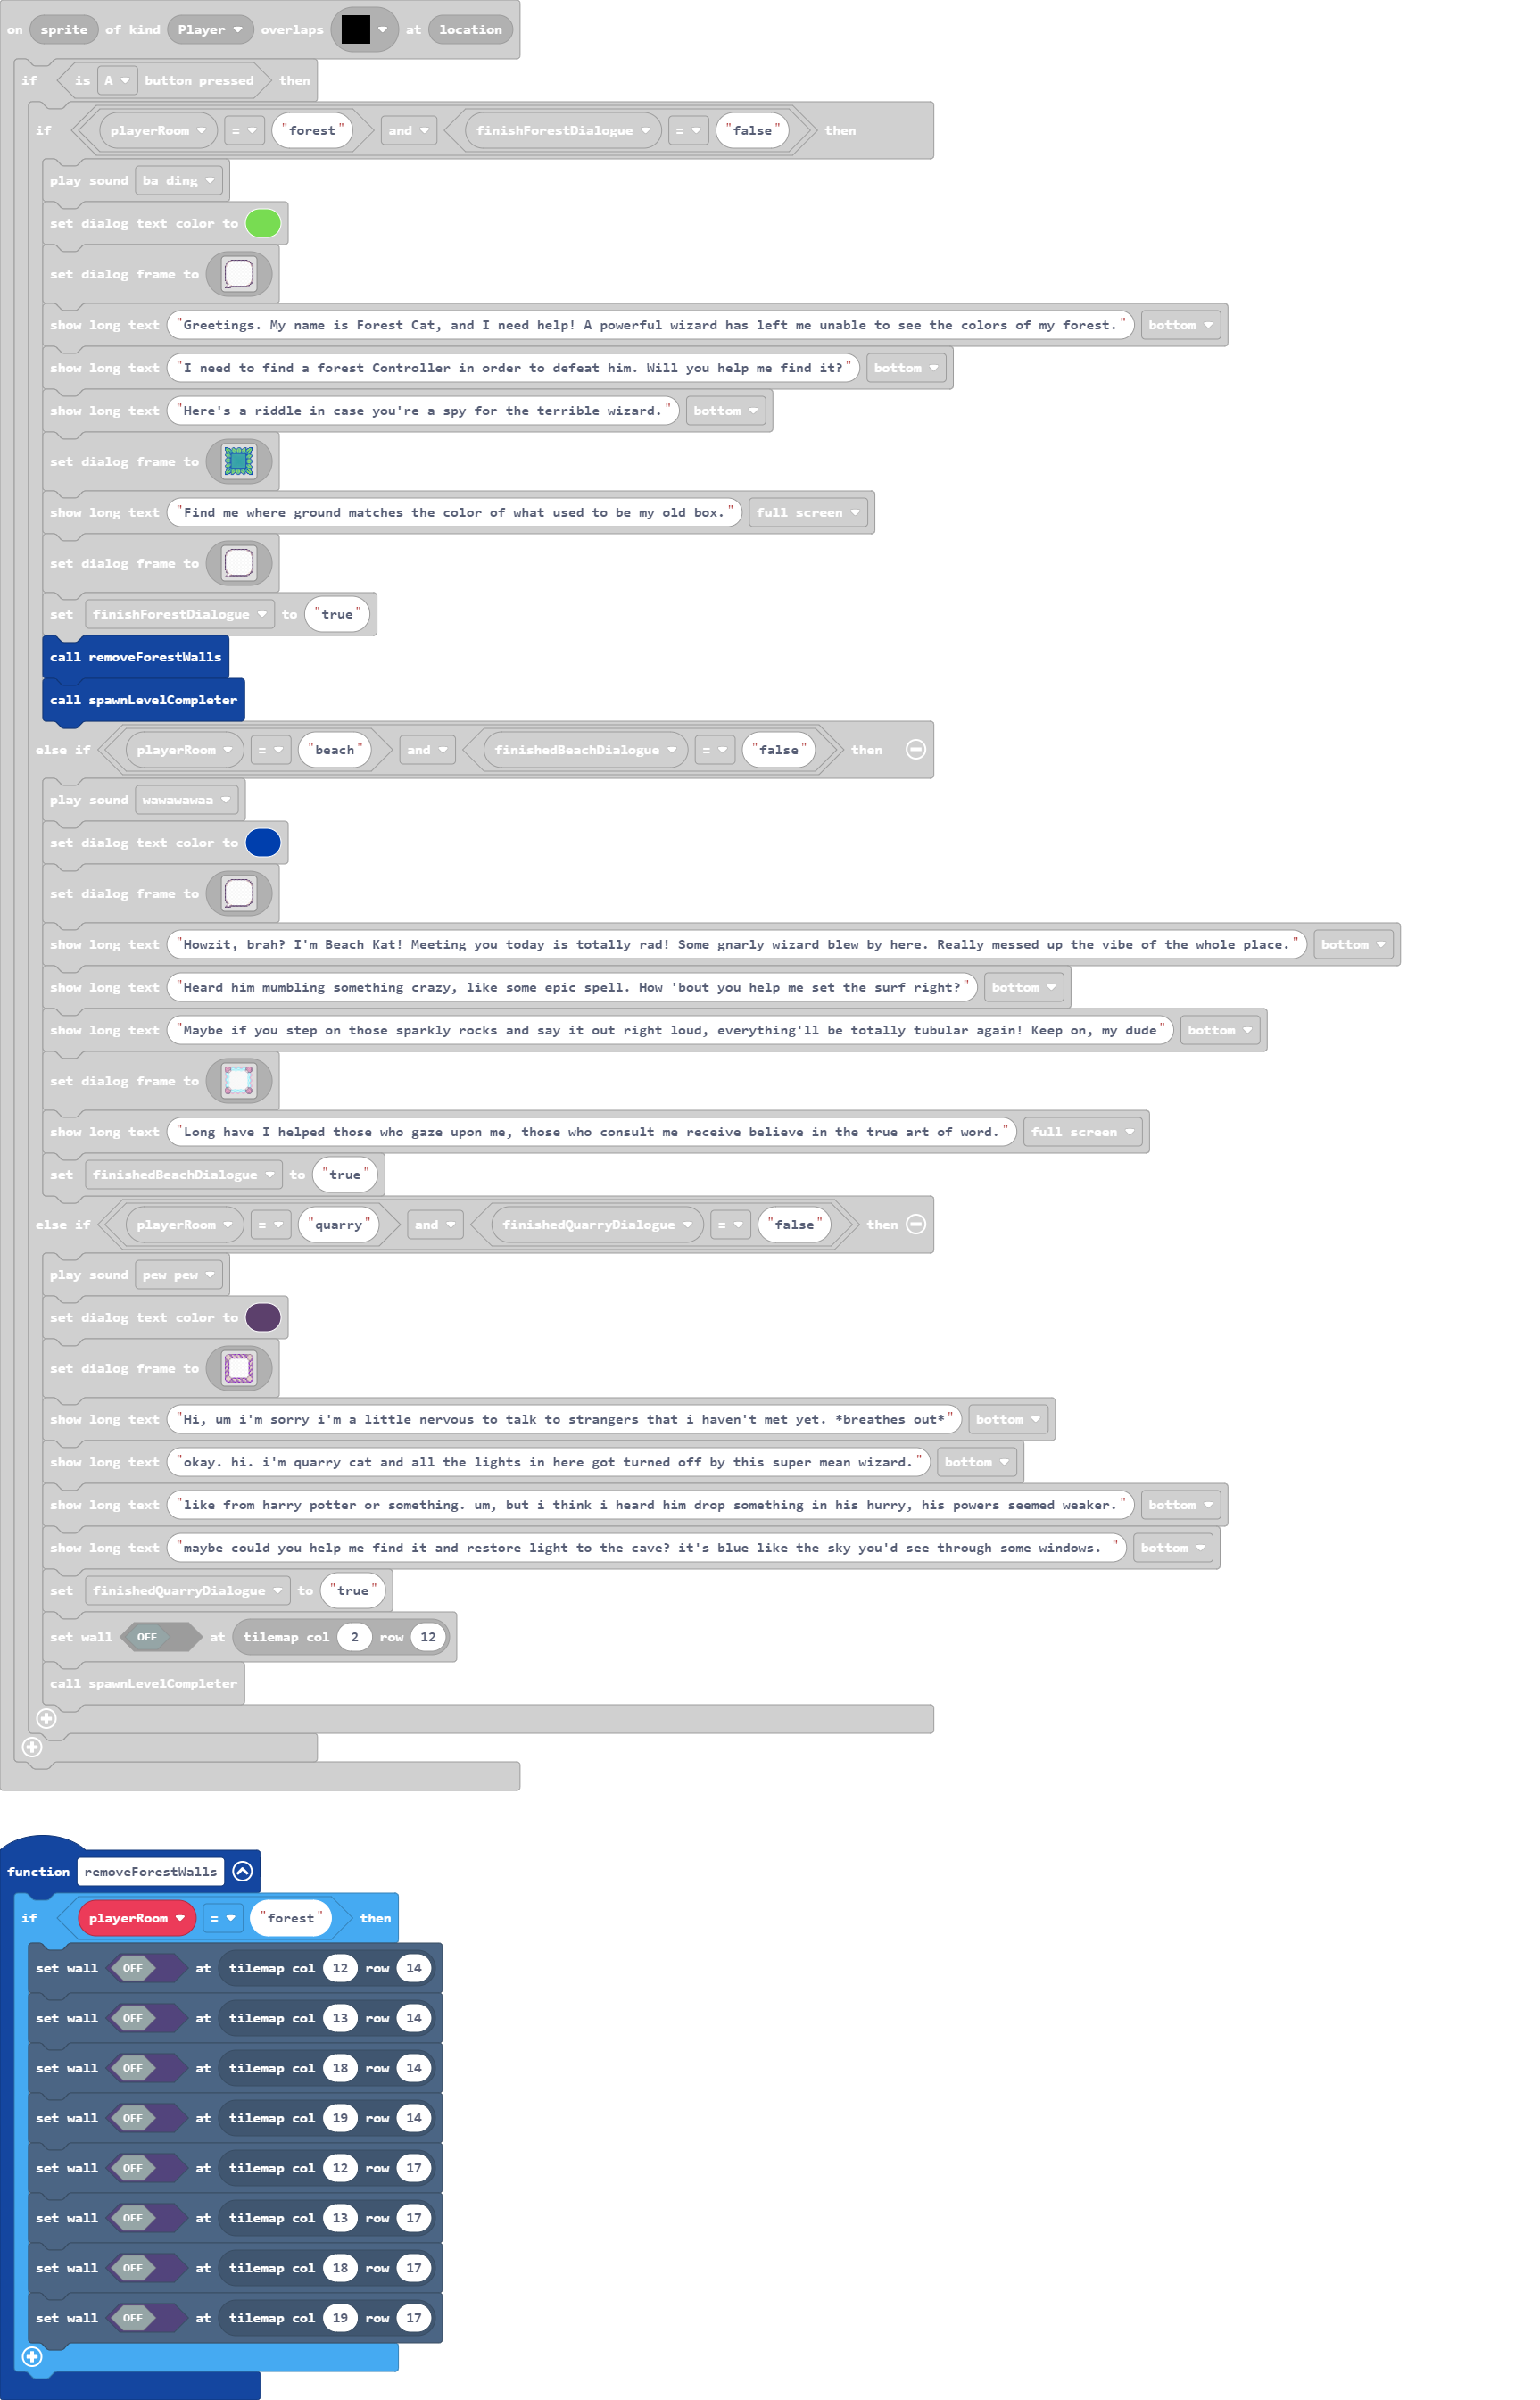 on sprite of kind Player overlaps at location
if is A button pressed then
if playerRoom = "forest" and finishForestDialogue = "false" then
play sound ba ding
set dialog text color to
set dialog frame to
show long text "Greetings. My name is Forest Cat, and I need help! A powerful wizard has left me unable to see the colors of my forest." bottom
show long text "I need to find a forest Controller in order to defeat him. Will you help me find it?" bottom
show long text "Here's a riddle in case you're a spy for the terrible wizard." bottom
set dialog frame to
show long text "Find me where ground matches the color of what used to be my old box." full screen
set dialog frame to
set finishForestDialogue to "true"
call removeForestWalls
call spawnLevelCompleter
else if playerRoom = "beach" and finishedBeachDialogue = "false" then
play sound wawawawaa
set dialog text color to
set dialog frame to
show long text "Howzit, brah? I'm Beach Kat! Meeting you today is totally rad! Some gnarly wizard blew by here. Really messed up the vibe of the whole place." bottom
show long text "Heard him mumbling something crazy, like some epic spell. How 'bout you help me set the surf right?" bottom
show long text "Maybe if you step on those sparkly rocks and say it out right loud, everything'll be totally tubular again! Keep on, my dude" bottom
set dialog frame to
show long text "Long have I helped those who gaze upon me, those who consult me receive believe in the true art of word." full screen
set finishedBeachDialogue to "true"
else if playerRoom = "quarry" and finishedQuarryDialogue = "false" then
play sound pew pew
set dialog text color to
set dialog frame to
show long text "Hi, um i'm sorry i'm a little nervous to talk to strangers that i haven't met yet. *breathes out*" bottom
show long text "okay. hi. i'm quarry cat and all the lights in here got turned off by this super mean wizard." bottom
show long text "like from harry potter or something. um, but i think i heard him drop something in his hurry, his powers seemed weaker." bottom
show long text "maybe could you help me find it and restore light to the cave? it's blue like the sky you'd see through some windows. " bottom
set finishedQuarryDialogue to "true"
set wall OFF at tilemap col 2 row 12
call spawnLevelCompleter
function removeForestWalls
if playerRoom = "forest" then
set wall OFF at tilemap col 12 row 14
set wall OFF at tilemap col 13 row 14
set wall OFF at tilemap col 18 row 14
set wall OFF at tilemap col 19 row 14
set wall OFF at tilemap col 12 row 17
set wall OFF at tilemap col 13 row 17
set wall OFF at tilemap col 18 row 17
set wall OFF at tilemap col 19 row 17